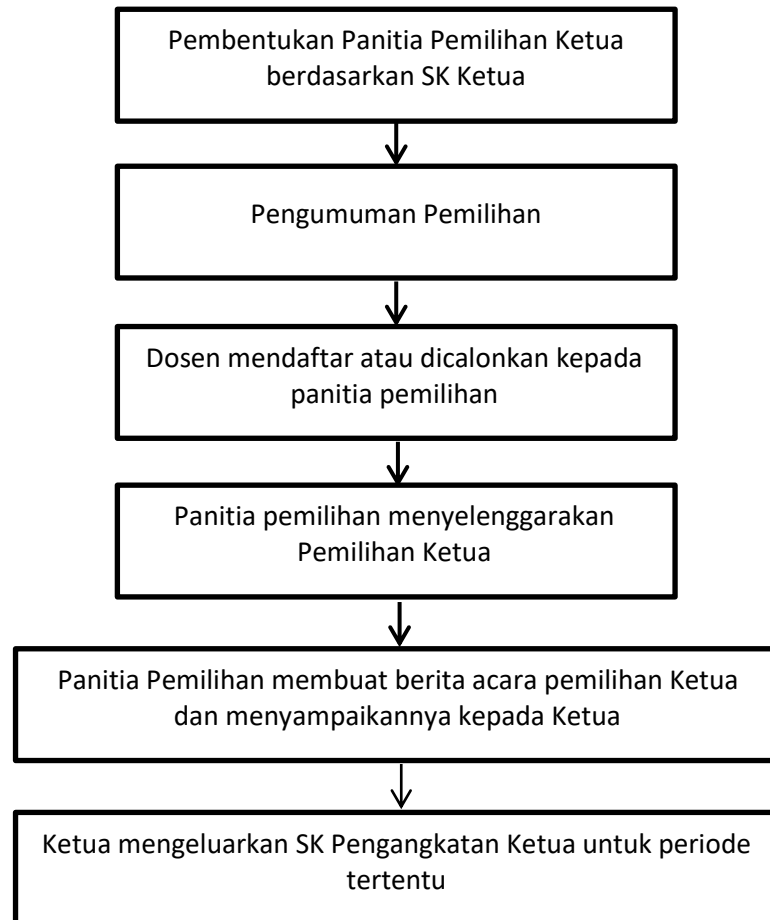 Pembentukan Panitia Pemilihan Ketua
berdasarkan SK Ketua
Pengumuman Pemilihan
Dosen mendaftar atau dicalonkan kepada
panitia pemilihan
Panitia pemilihan menyelenggarakan
Pemilihan Ketua
Panitia Pemilihan membuat berita acara pemilihan Ketua
dan menyampaikannya kepada Ketua
Ketua mengeluarkan SK Pengangkatan Ketua untuk periode
tertentu